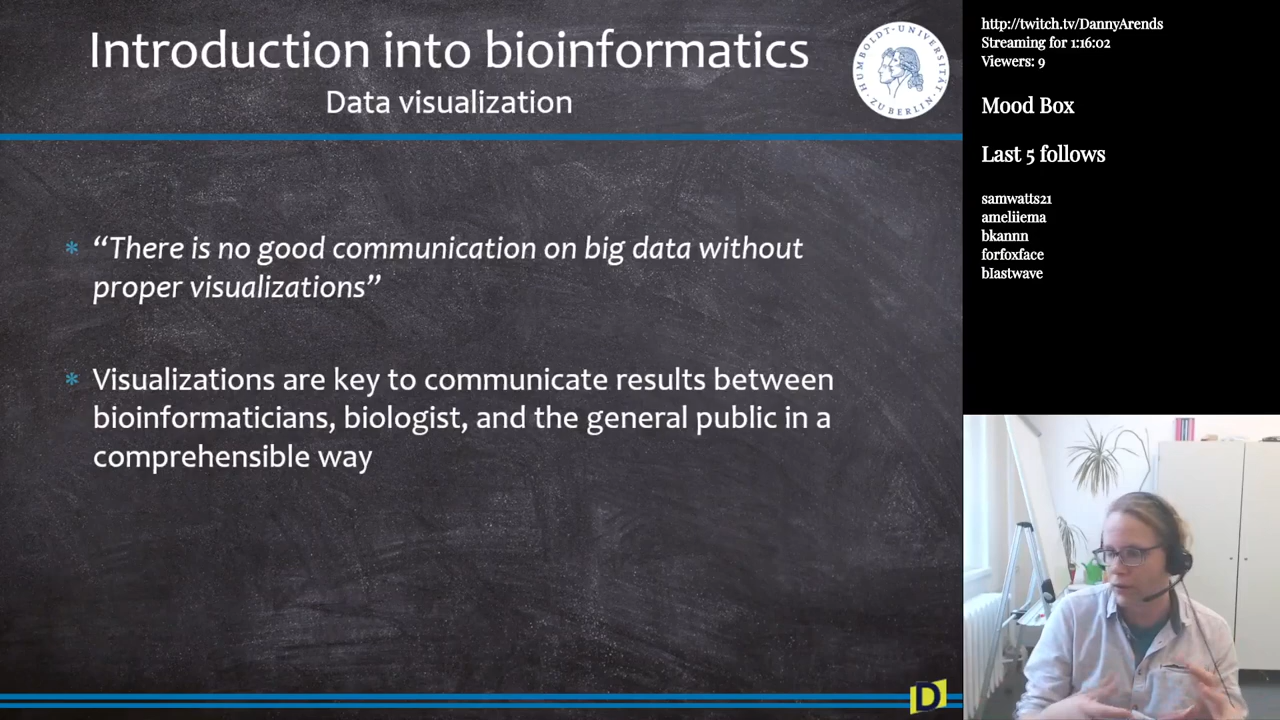 Introduction into bioinformatics
Data visualization
HUMBOLDT-UNIVERSITÄT
ZU BERLIN
“There is no good communication on big data without
proper visualizations”
Visualizations are key to communicate results between
bioinformaticians, biologist, and the general public in a
comprehensible way
D
http://twitch.tv/DannyArends
Streaming for 1:16:02
Viewers: 9
Mood Box
Last 5 follows
samwatts21
ameliiema
bkannn
forfoxface
blastwave